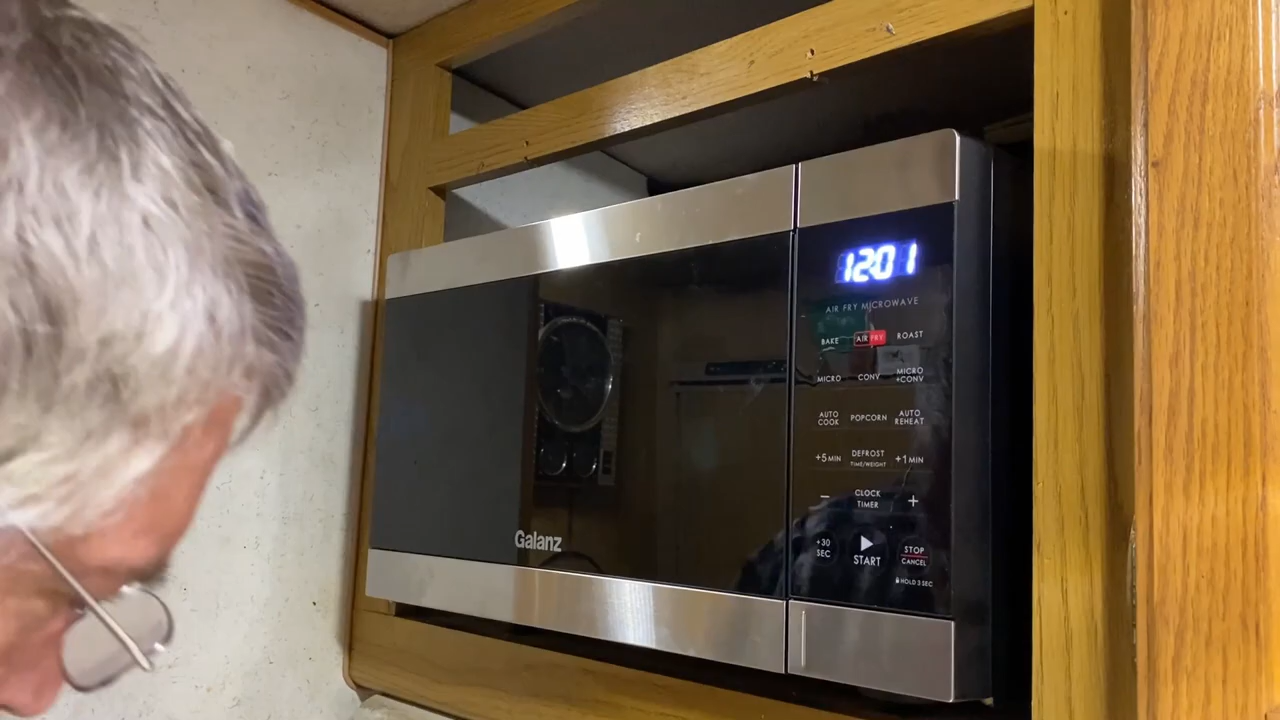 12:01
AIR FRY MICROWAVE
BAKE AIR FRY ROAST
MICRO CONV MICRO +CONV
AUTO COOK POPCORN AUTO REHEAT
+5 MIN DEFROST TIME/WEIGHT +1 MIN
- CLOCK TIMER +
+30 SEC START STOP CANCEL
HOLD 3 SEC
Galanz